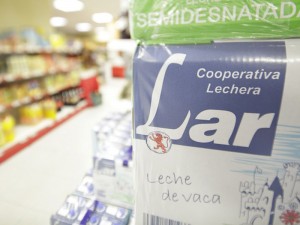 SEMIDESNATADA
Cooperativa
Lechera
Lar
Leche
de vaca